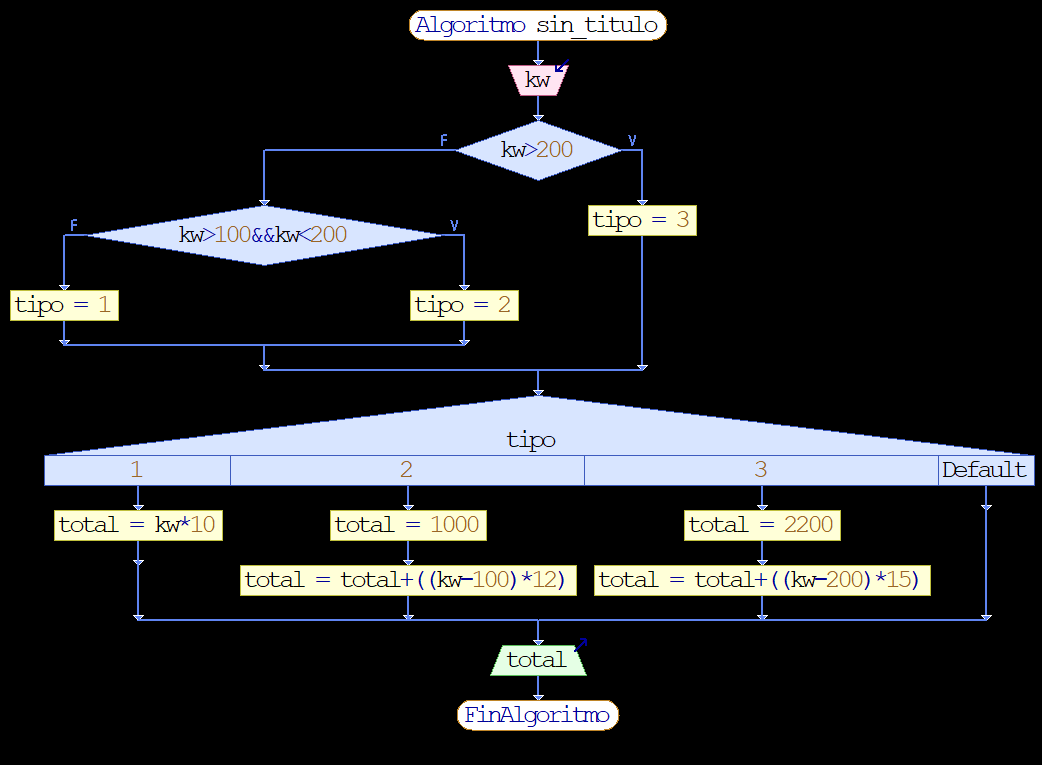 Algoritmo sin_titulo
kw
kw>200
F
V
kw>100&&kw<200
F
V
tipo = 3
tipo = 1
tipo = 2
tipo
1
2
3
Default
total = kw*10
total = 1000
total = 2200
total = total+((kw-100)*12)
total = total+((kw-200)*15)
total
FinAlgoritmo